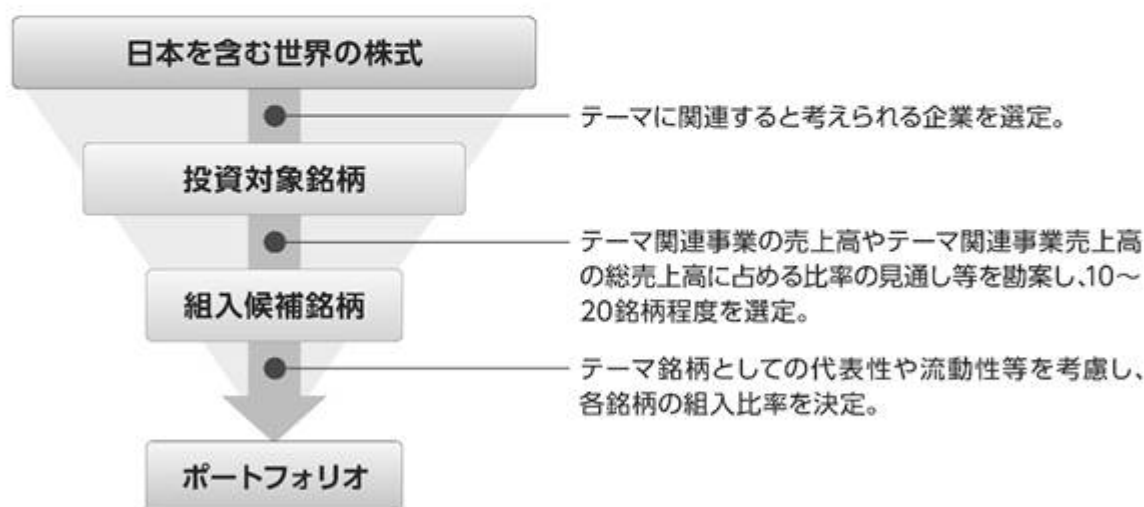 日本を含む世界の株式
テーマに関連すると考えられる企業を選定。
投資対象銘柄
テーマ関連事業の売上高やテーマ関連事業売上高
の総売上高に占める比率の見通し等を勘案し、10〜
20銘柄程度を選定。
組入候補銘柄
テーマ銘柄としての代表性や流動性等を考慮し、
各銘柄の組入比率を決定。
ポートフォリオ